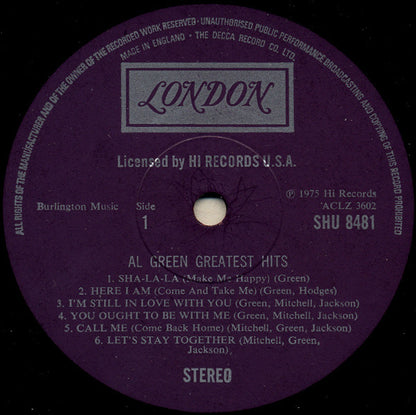 ALL RIGHTS OF THE MANUFACTURER AND OF THE OWNER OF THE RECORDED WORK RESERVED · UNAUTHORISED PUBLIC PERFORMANCE BROADCASTING AND COPYING OF THIS RECORD PROHIBITED
MADE IN ENGLAND · THE DECCA RECORD CO. LTD.
LONDON
Licensed by HI RECORDS U.S.A.
℗ 1975 Hi Records
Burlington Music Side ACLZ 3602
1 SHU 8481
AL GREEN GREATEST HITS
1. SHA-LA-LA (Make Me Happy) (Green)
2. HERE I AM (Come And Take Me) (Green, Hodges)
3. I'M STILL IN LOVE WITH YOU (Green, Mitchell, Jackson)
4. YOU OUGHT TO BE WITH ME (Green, Mitchell, Jackson)
5. CALL ME (Come Back Home) (Mitchell, Green, Jackson)
6. LET'S STAY TOGETHER (Mitchell, Green,
Jackson)
STEREO